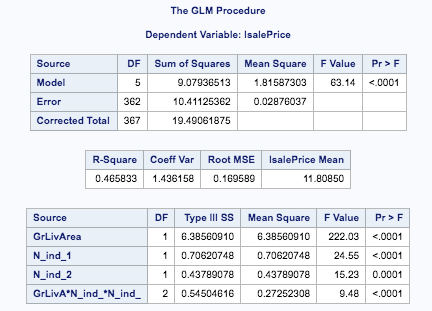 The GLM Procedure
Dependent Variable: lsalePrice
Source DF Sum of Squares Mean Square F Value Pr > F
Model 5 9.07936513 1.81587303 63.14 <.0001
Error 362 10.41125362 0.02876037
Corrected Total 367 19.49061875
R-Square Coeff Var Root MSE lsalePrice Mean
0.465833 1.436158 0.169589 11.80850
Source DF Type III SS Mean Square F Value Pr > F
GrLivArea 1 6.38560910 6.38560910 222.03 <.0001
N_ind_1 1 0.70620748 0.70620748 24.55 <.0001
N_ind_2 1 0.43789078 0.43789078 15.23 0.0001
GrLivA*N_ind_*N_ind_ 2 0.54504616 0.27252308 9.48 <.0001